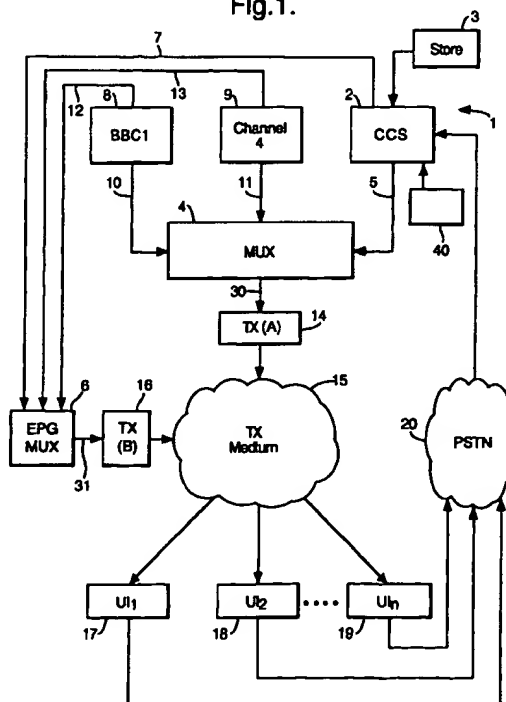 Fig.1.
7
3
Store
12
13
8
BBC1
9
Channel
4
2
CCS
1
10
11
5
4
MUX
40
30
TX (A)
14
6
EPG
MUX
16
TX
(B)
31
15
TX
Medium
20
PSTN
UI1
17
UI2
18
....
UIn
19